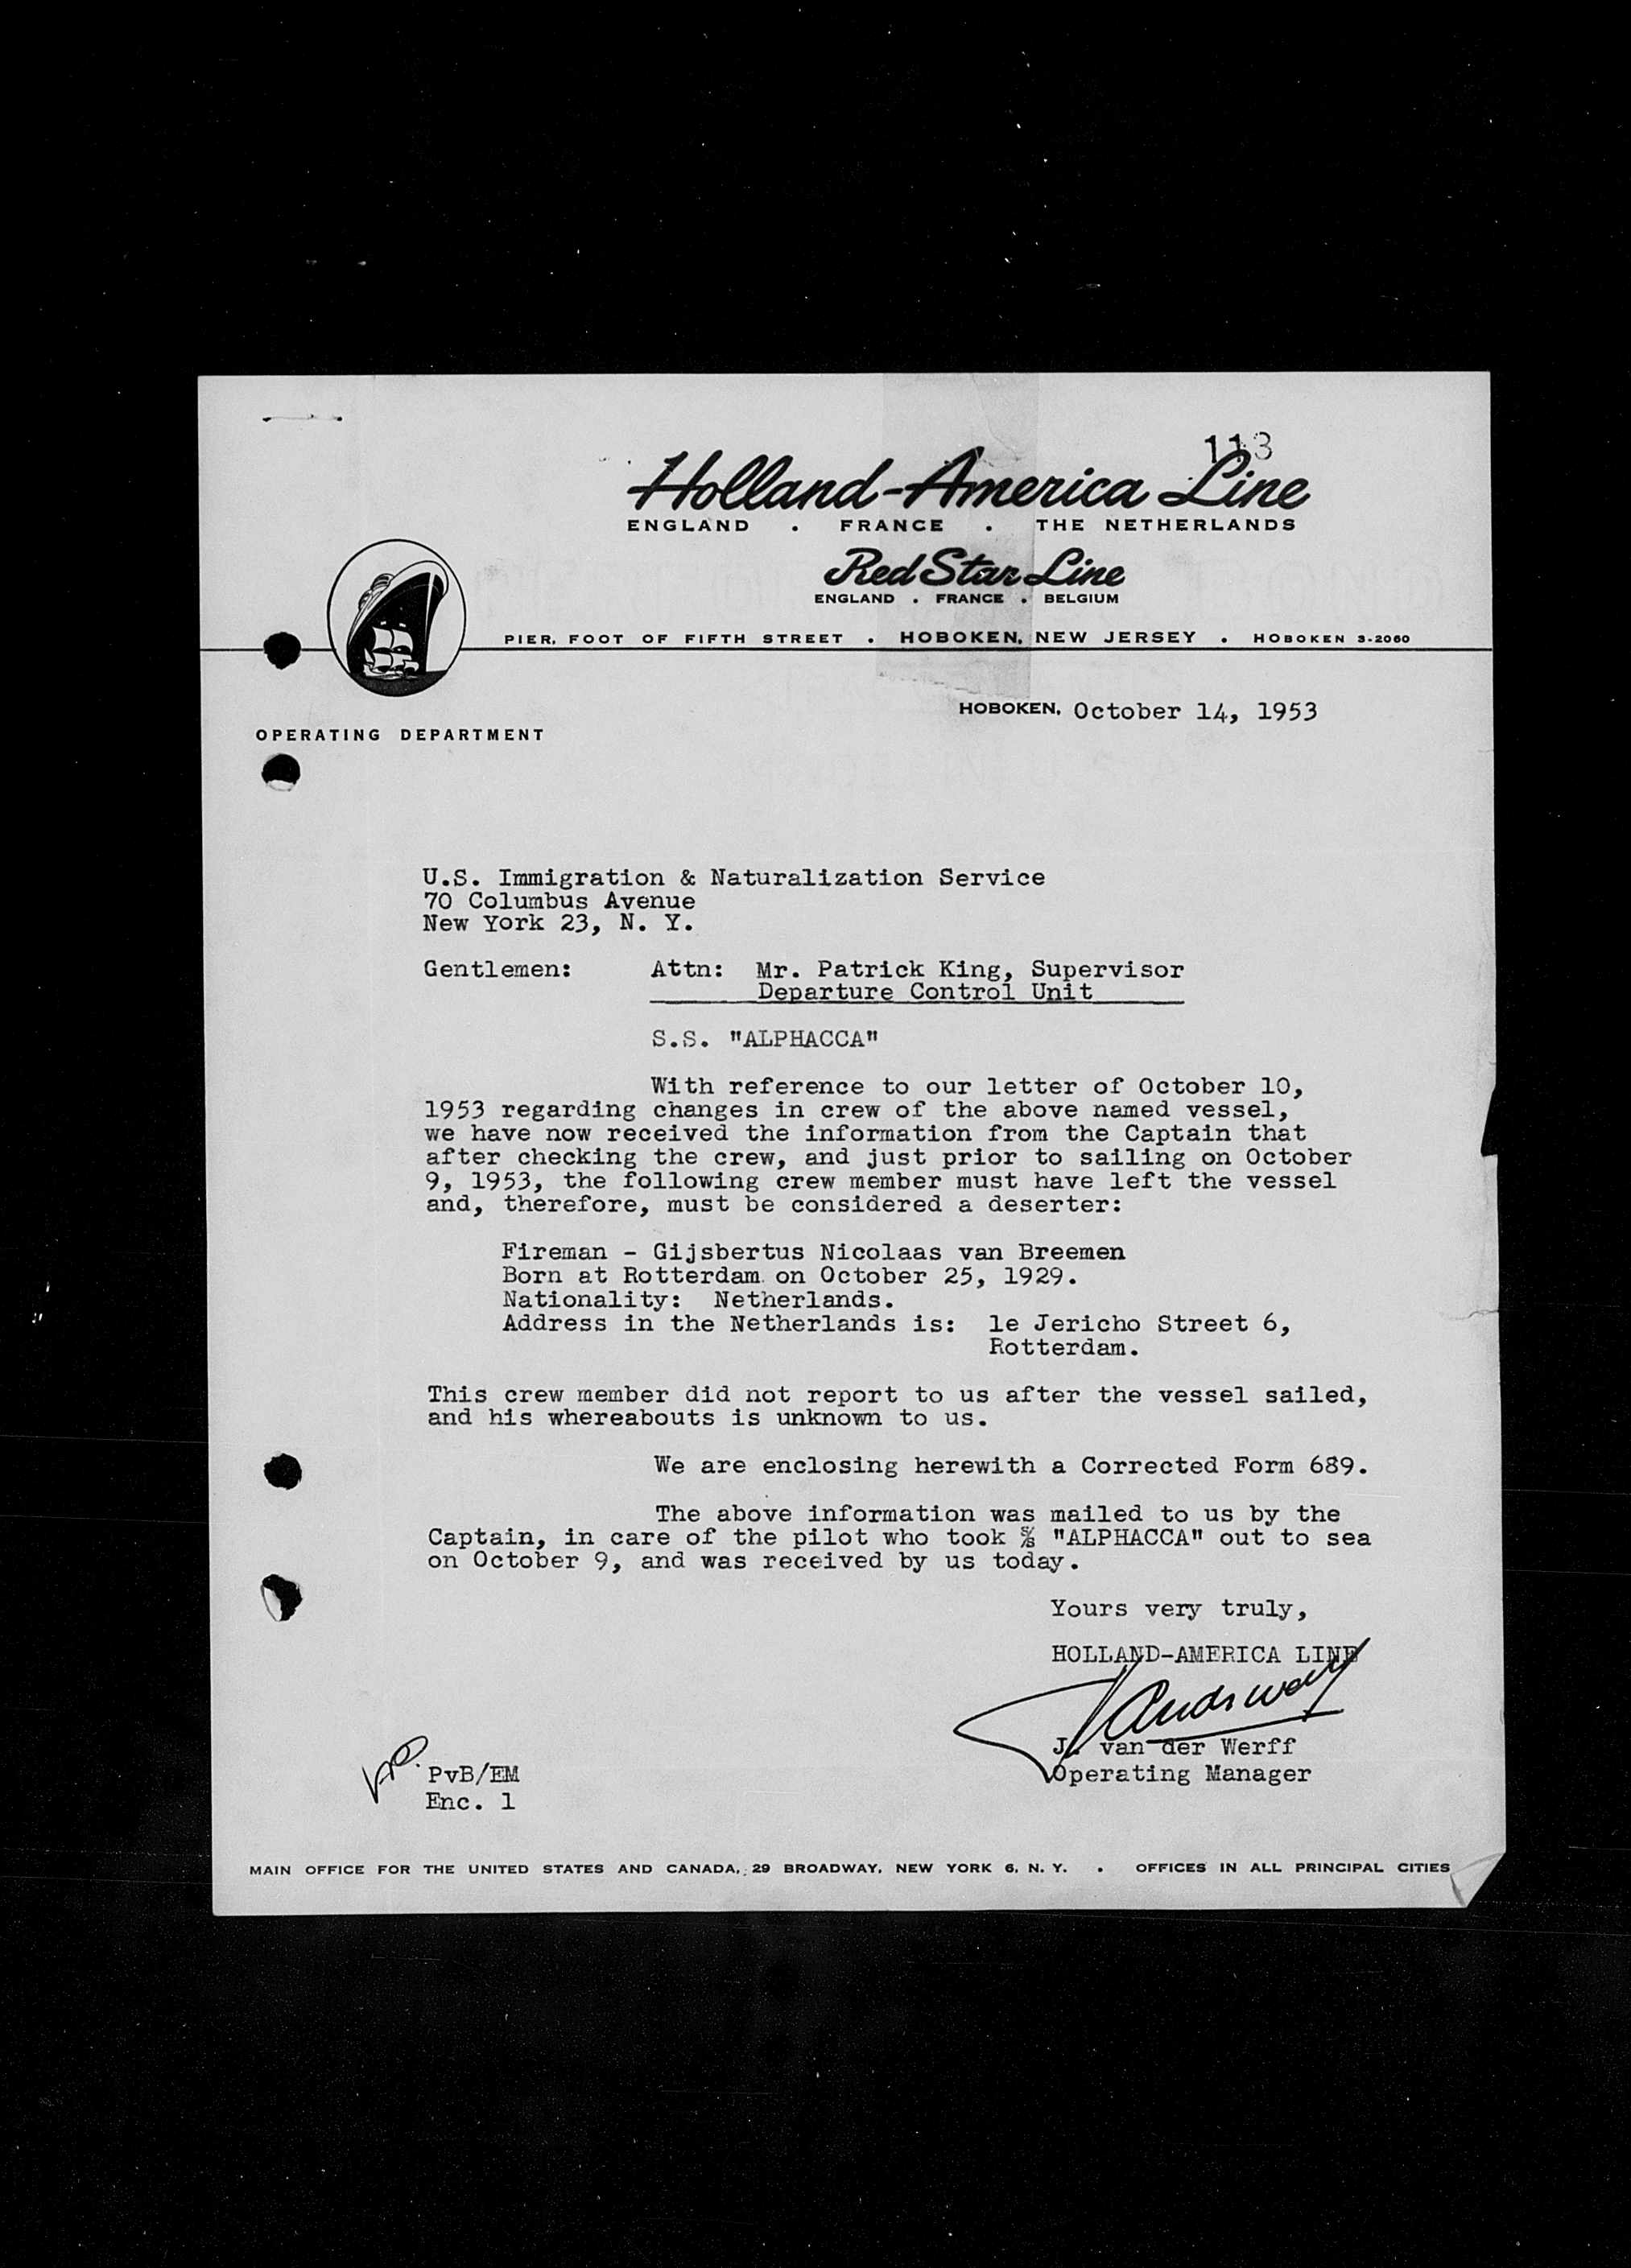 113
Holland-America Line
ENGLAND . FRANCE . THE NETHERLANDS
Red Star Line
ENGLAND . FRANCE . BELGIUM
PIER, FOOT OF FIFTH STREET . HOBOKEN, NEW JERSEY . HOBOKEN 3-2060
HOBOKEN, October 14, 1953
OPERATING DEPARTMENT
U.S. Immigration & Naturalization Service
70 Columbus Avenue
New York 23, N. Y.
Gentlemen: Attn: Mr. Patrick King, Supervisor
Departure Control Unit
S.S. "ALPHACCA"
With reference to our letter of October 10,
1953 regarding changes in crew of the above named vessel,
we have now received the information from the Captain that
after checking the crew, and just prior to sailing on October
9, 1953, the following crew member must have left the vessel
and, therefore, must be considered a deserter:
Fireman - Gijsbertus Nicolaas van Breemen
Born at Rotterdam on October 25, 1929.
Nationality: Netherlands.
Address in the Netherlands is: 1e Jericho Street 6,
Rotterdam.
This crew member did not report to us after the vessel sailed,
and his whereabouts is unknown to us.
We are enclosing herewith a Corrected Form 689.
The above information was mailed to us by the
Captain, in care of the pilot who took S/S "ALPHACCA" out to sea
on October 9, and was received by us today.
Yours very truly,
HOLLAND-AMERICA LINE
J. van der Werff
Operating Manager
PvB/EM
Enc. 1
MAIN OFFICE FOR THE UNITED STATES AND CANADA, 29 BROADWAY, NEW YORK 6, N. Y. . OFFICES IN ALL PRINCIPAL CITIES